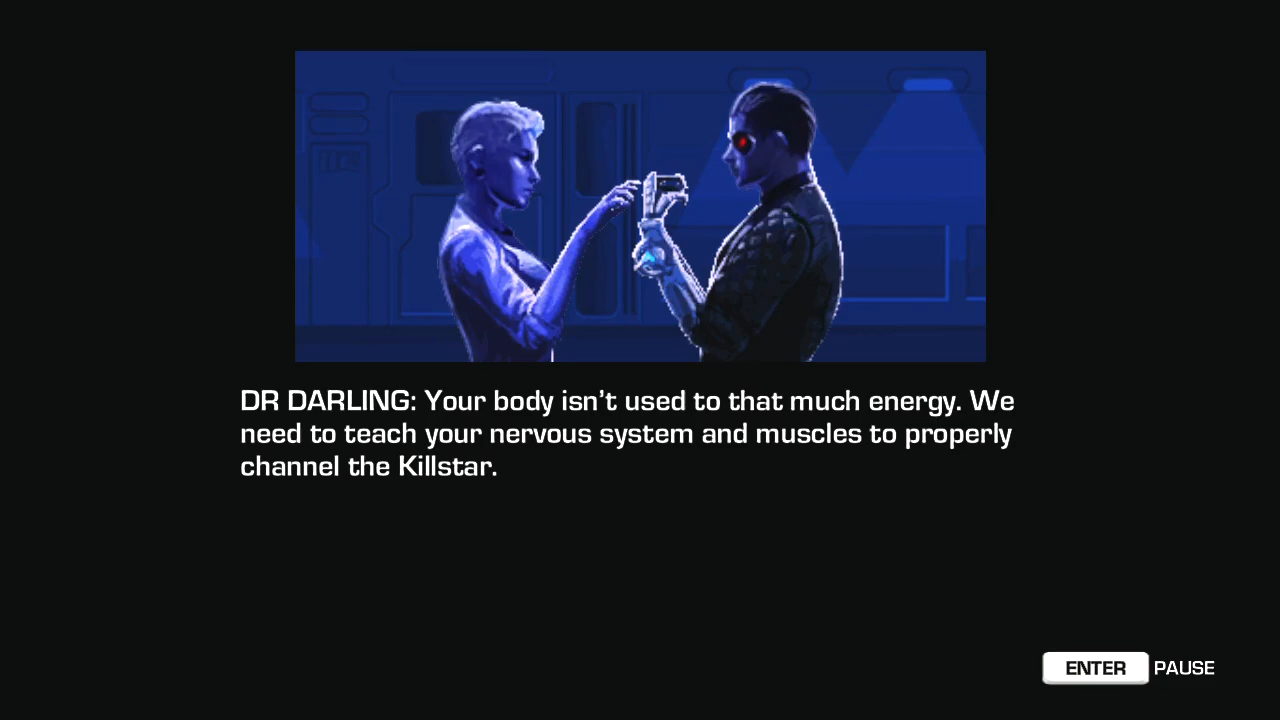 DR DARLING: Your body isn't used to that much energy. We
need to teach your nervous system and muscles to properly
channel the Killstar.
ENTER PAUSE